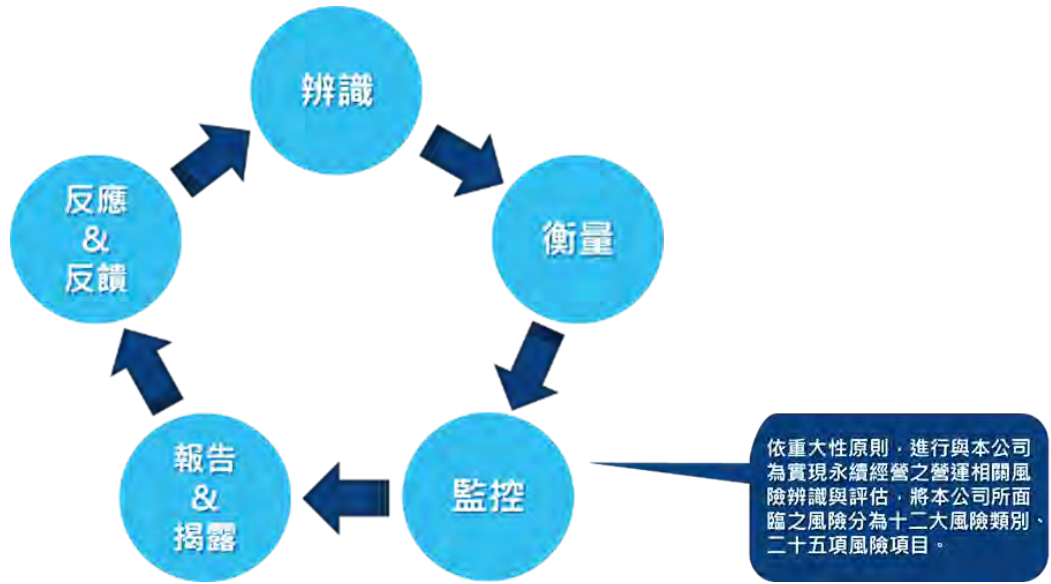 辨識
衡量
監控
報告
&
揭露
反應
&
反饋
依重大性原則，進行與本公司
為實現永續經營之營運相關風
險辨識與評估，將本公司所面
臨之風險分為十二大風險類別、
二十五項風險項目。